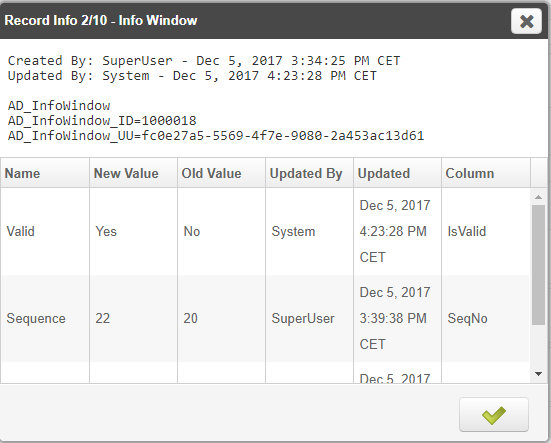 Record Info 2/10 - Info Window
Created By: SuperUser - Dec 5, 2017 3:34:25 PM CET
Updated By: System - Dec 5, 2017 4:23:28 PM CET
AD_InfoWindow
AD_InfoWindow_ID=1000018
AD_InfoWindow_UU=fc0e27a5-5569-4f7e-9080-2a453ac13d61
Name New Value Old Value Updated By Updated Column
Valid Yes No System Dec 5, 2017 4:23:28 PM CET IsValid
Sequence 22 20 SuperUser Dec 5, 2017 3:39:38 PM CET SeqNo
Dec 5, 2017